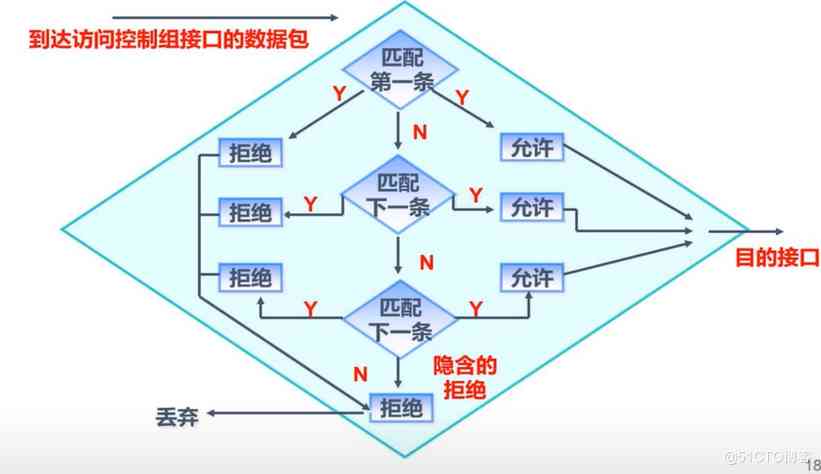 到达访问控制组接口的数据包
匹配
第一条
Y
Y
N
拒绝
允许
匹配
下一条
Y
Y
拒绝
允许
N
拒绝
允许
匹配
下一条
Y
Y
目的接口
N
隐含的
拒绝
拒绝
丢弃
@51CTO博客
18